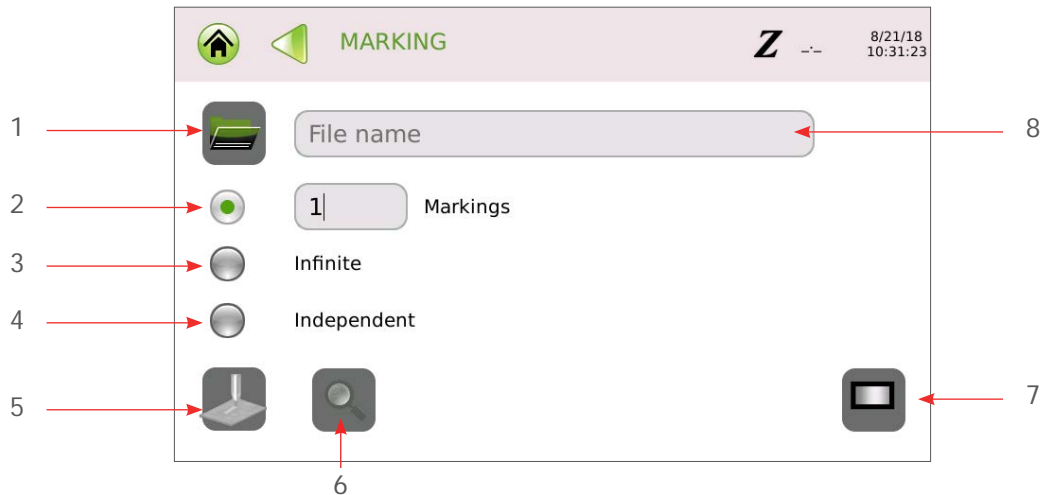 MARKING
Z _._
8/21/18
10:31:23
1
File name
8
2
1
Markings
3
Infinite
4
Independent
5
7
6